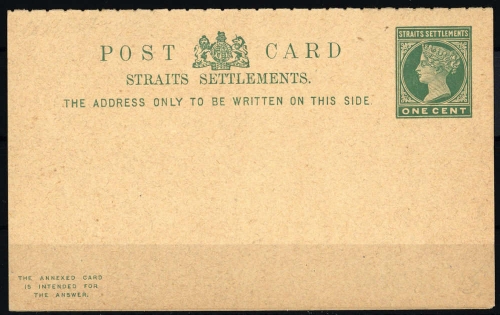 POST CARD
STRAITS SETTLEMENTS.
THE ADDRESS ONLY TO BE WRITTEN ON THIS SIDE.
STRAITS SETTLEMENTS
ONE CENT
THE ANNEXED CARD
IS INTENDED FOR
THE ANSWER.